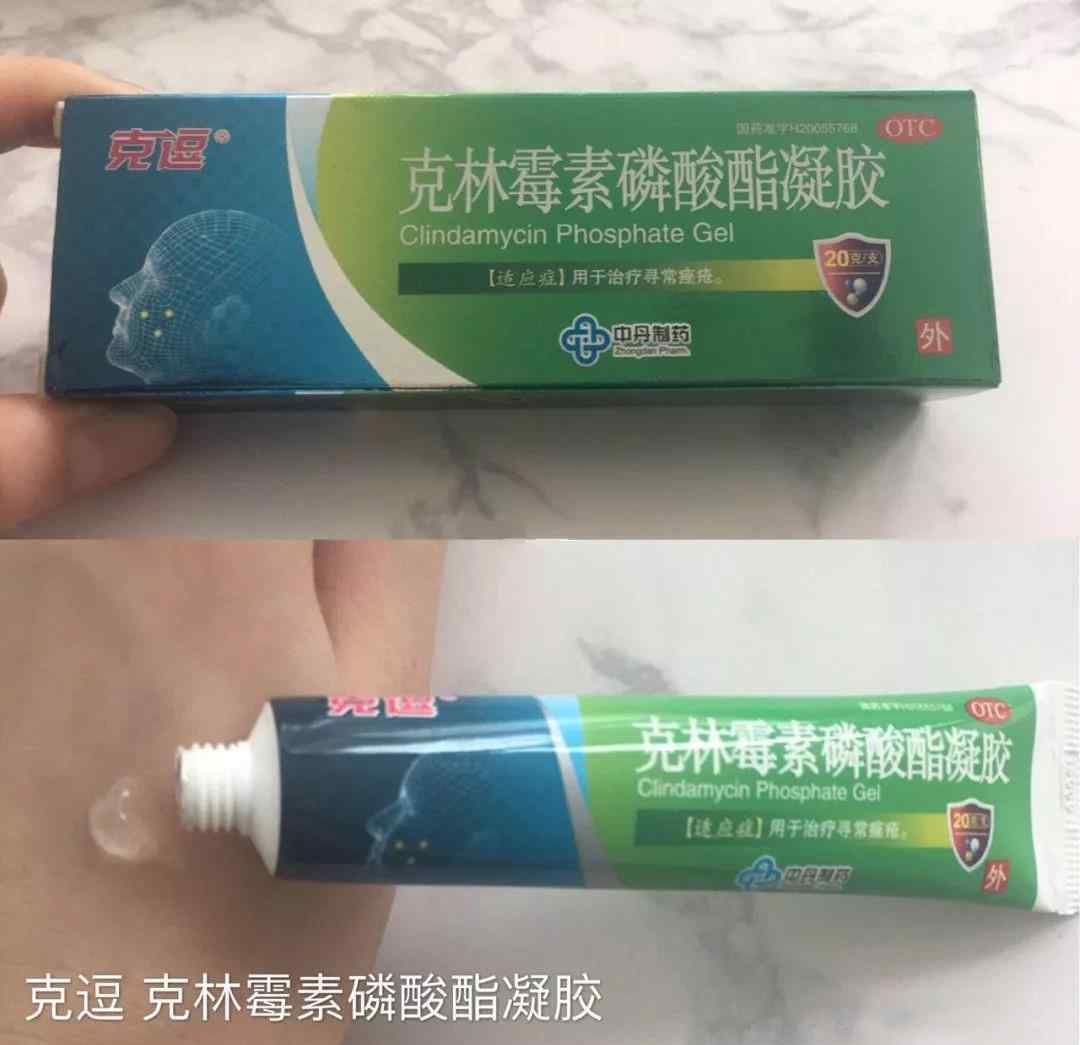 克逗®
国药准字H20055768 OTC
克林霉素磷酸酯凝胶
Clindamycin Phosphate Gel
【适应症】用于治疗寻常痤疮。
20克/支
中丹制药
Zhongdan Pharm.
外
克逗
OTC
克林霉素磷酸酯凝胶
Clindamycin Phosphate Gel
【适应症】用于治疗寻常痤疮。
20克/支
中丹制药
外
克逗 克林霉素磷酸酯凝胶